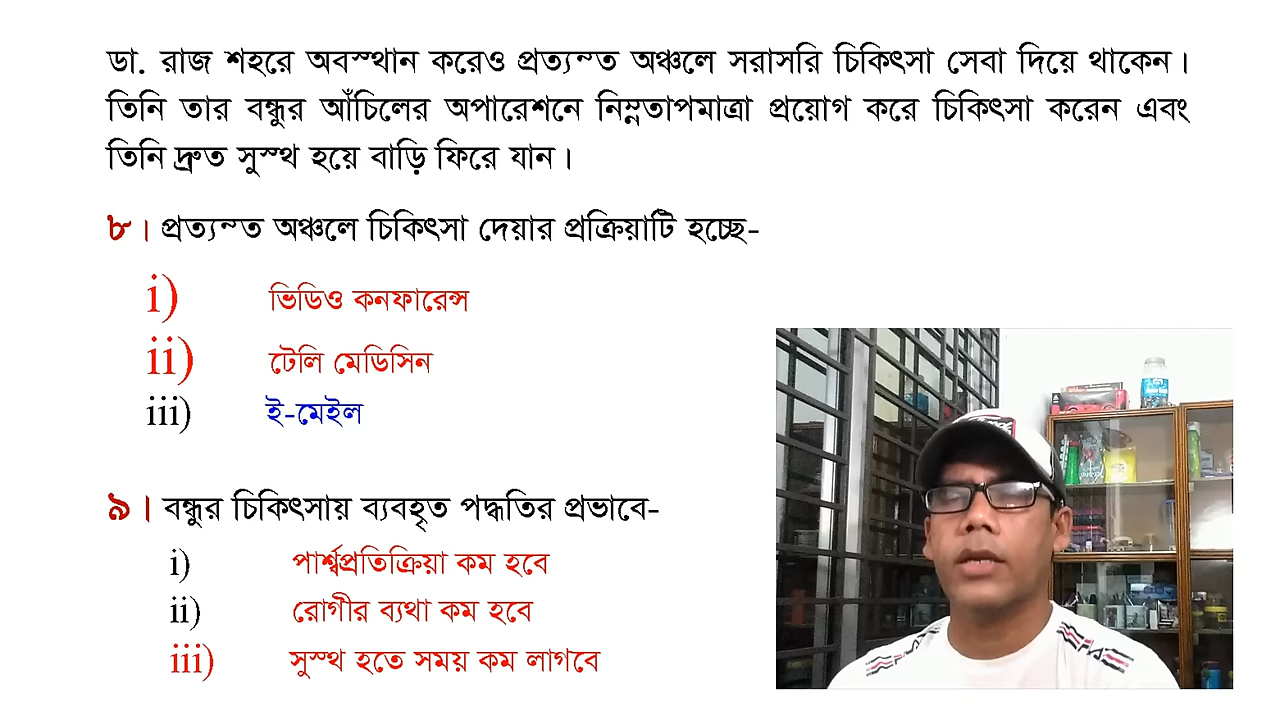 ডা. রাজ শহরে অবস্থান করেও প্রত্যন্ত অঞ্চলে সরাসরি চিকিৎসা সেবা দিয়ে থাকেন।
তিনি তার বন্ধুর আঁচিলের অপারেশনে নিম্নতাপমাত্রা প্রয়োগ করে চিকিৎসা করেন এবং
তিনি দ্রুত সুস্থ হয়ে বাড়ি ফিরে যান।
৮। প্রত্যন্ত অঞ্চলে চিকিৎসা দেয়ার প্রক্রিয়াটি হচ্ছে-
i) ভিডিও কনফারেন্স
ii) টেলি মেডিসিন
iii) ই-মেইল
৯। বন্ধুর চিকিৎসায় ব্যবহৃত পদ্ধতির প্রভাবে-
i) পার্শ্বপ্রতিক্রিয়া কম হবে
ii) রোগীর ব্যথা কম হবে
iii) সুস্থ হতে সময় কম লাগবে